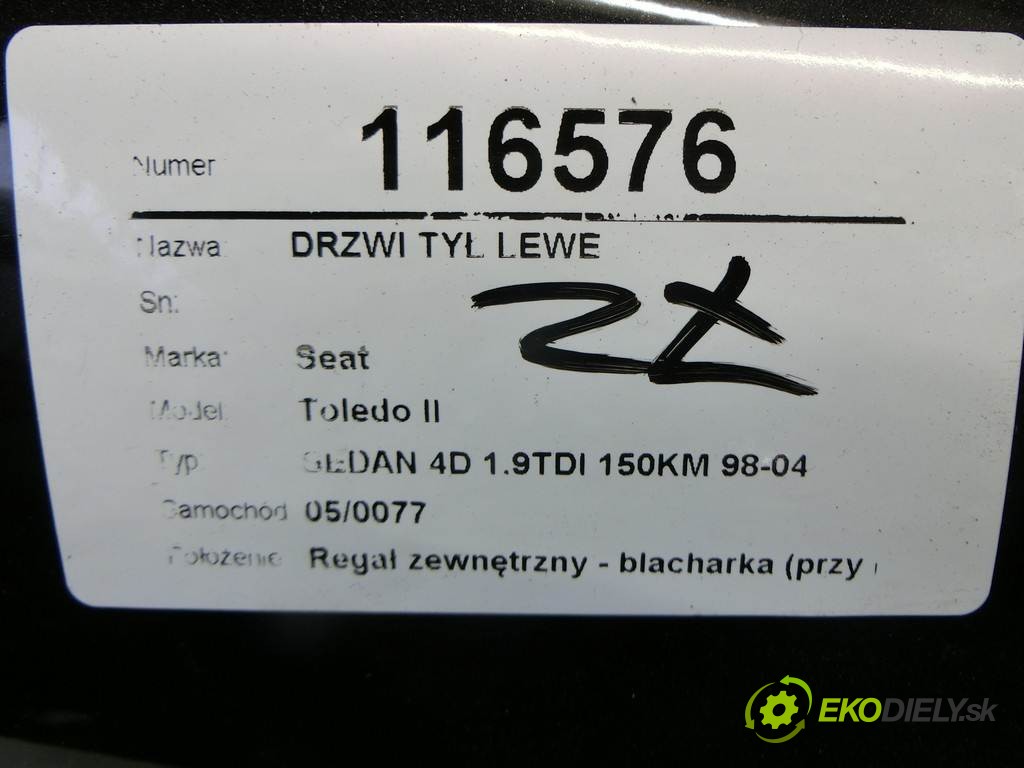 Numer 116576
Nazwa: DRZWI TYŁ LEWE
Sn:
Marka: Seat
Model: Toledo II
Typ: SEDAN 4D 1.9TDI 150KM 98-04
Samochód 05/0077
Położenie Regał zewnętrzny - blacharka (przy
EKODIELY.sk